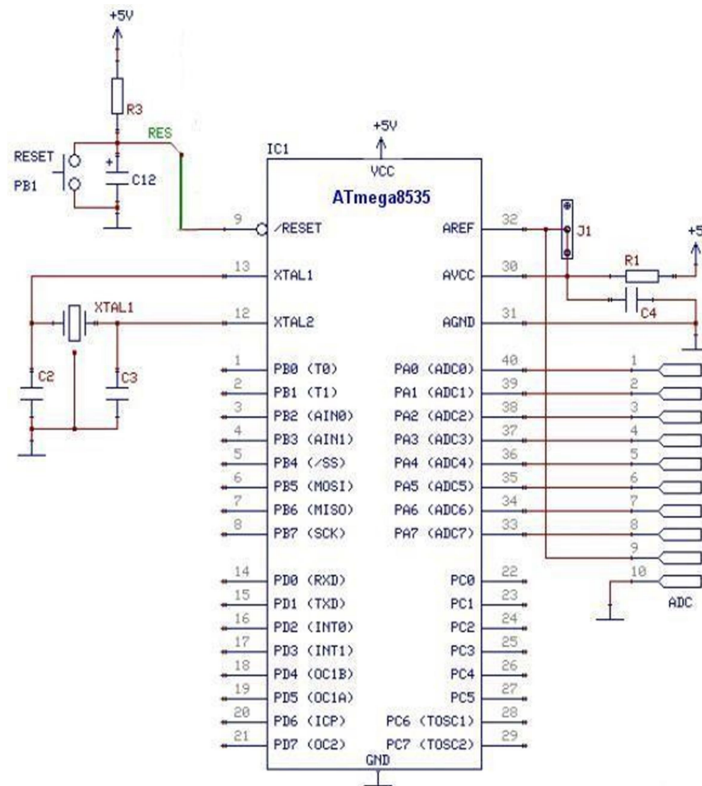 +5V
R3
RES
RESET
PB1
C12
+5V
IC1
VCC
ATmega8535
9 /RESET
AREF 32
J1
+5
13 XTAL1
AVCC 30
R1
XTAL1
12 XTAL2
AGND 31
C4
C2
C3
1 PB0 (T0)
PA0 (ADC0) 40 1
2 PB1 (T1)
PA1 (ADC1) 39 2
3 PB2 (AIN0)
PA2 (ADC2) 38 3
4 PB3 (AIN1)
PA3 (ADC3) 37 4
5 PB4 (/SS)
PA4 (ADC4) 36 5
6 PB5 (MOSI)
PA5 (ADC5) 35 6
7 PB6 (MISO)
PA6 (ADC6) 34 7
8 PB7 (SCK)
PA7 (ADC7) 33 8
9
14 PD0 (RXD)
PC0 22 10
ADC
15 PD1 (TXD)
PC1 23
16 PD2 (INT0)
PC2 24
17 PD3 (INT1)
PC3 25
18 PD4 (OC1B)
PC4 26
19 PD5 (OC1A)
PC5 27
20 PD6 (ICP)
PC6 (TOSC1) 28
21 PD7 (OC2)
PC7 (TOSC2) 29
GND